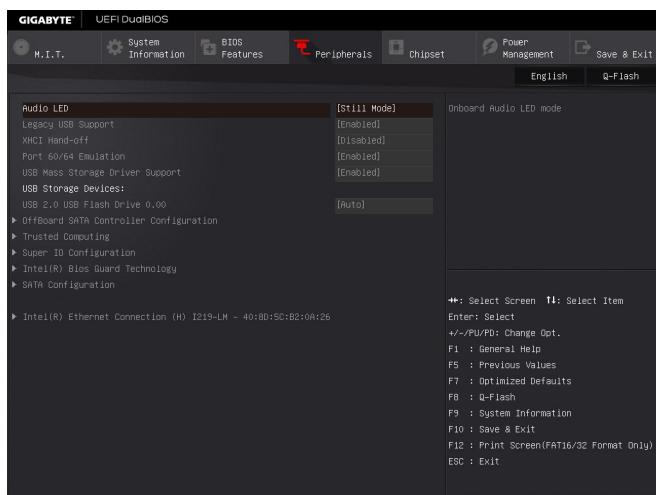 GIGABYTE™ UEFI DualBIOS
M.I.T.
System Information
BIOS Features
Peripherals
Chipset
Power Management
Save & Exit
English Q-Flash
Audio LED [Still Mode]
Legacy USB Support [Enabled]
XHCI Hand-off [Disabled]
Port 60/64 Emulation [Enabled]
USB Mass Storage Driver Support [Enabled]
USB Storage Devices:
USB 2.0 USB Flash Drive 0.00 [Auto]
OffBoard SATA Controller Configuration
Trusted Computing
Super IO Configuration
Intel(R) Bios Guard Technology
SATA Configuration
Intel(R) Ethernet Connection (H) I219-LM - 40:8D:5C:B2:0A:26
Onboard Audio LED mode
→←: Select Screen ↑↓: Select Item
Enter: Select
+/-/PU/PD: Change Opt.
F1 : General Help
F5 : Previous Values
F7 : Optimized Defaults
F8 : Q-Flash
F9 : System Information
F10 : Save & Exit
F12 : Print Screen(FAT16/32 Format Only)
ESC : Exit